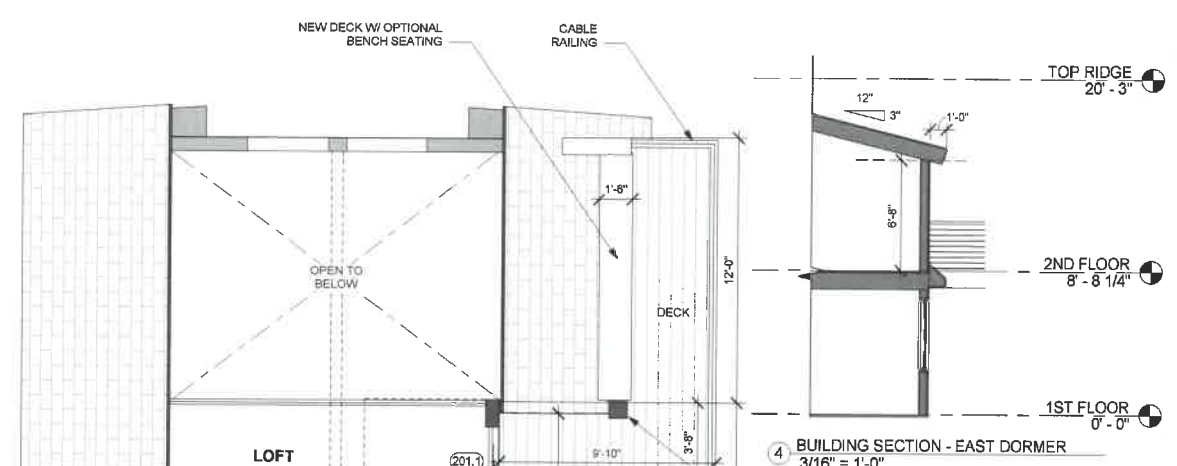 NEW DECK W/ OPTIONAL
BENCH SEATING
CABLE
RAILING
1'-6"
OPEN TO
BELOW
12'-0"
DECK
LOFT
201.1
9'-10"
3'-8"
TOP RIDGE
20' - 3"
12"
3"
1'-0"
6'-8"
2ND FLOOR
8' - 8 1/4"
1ST FLOOR
0' - 0"
4
BUILDING SECTION - EAST DORMER
3/16" = 1'-0"